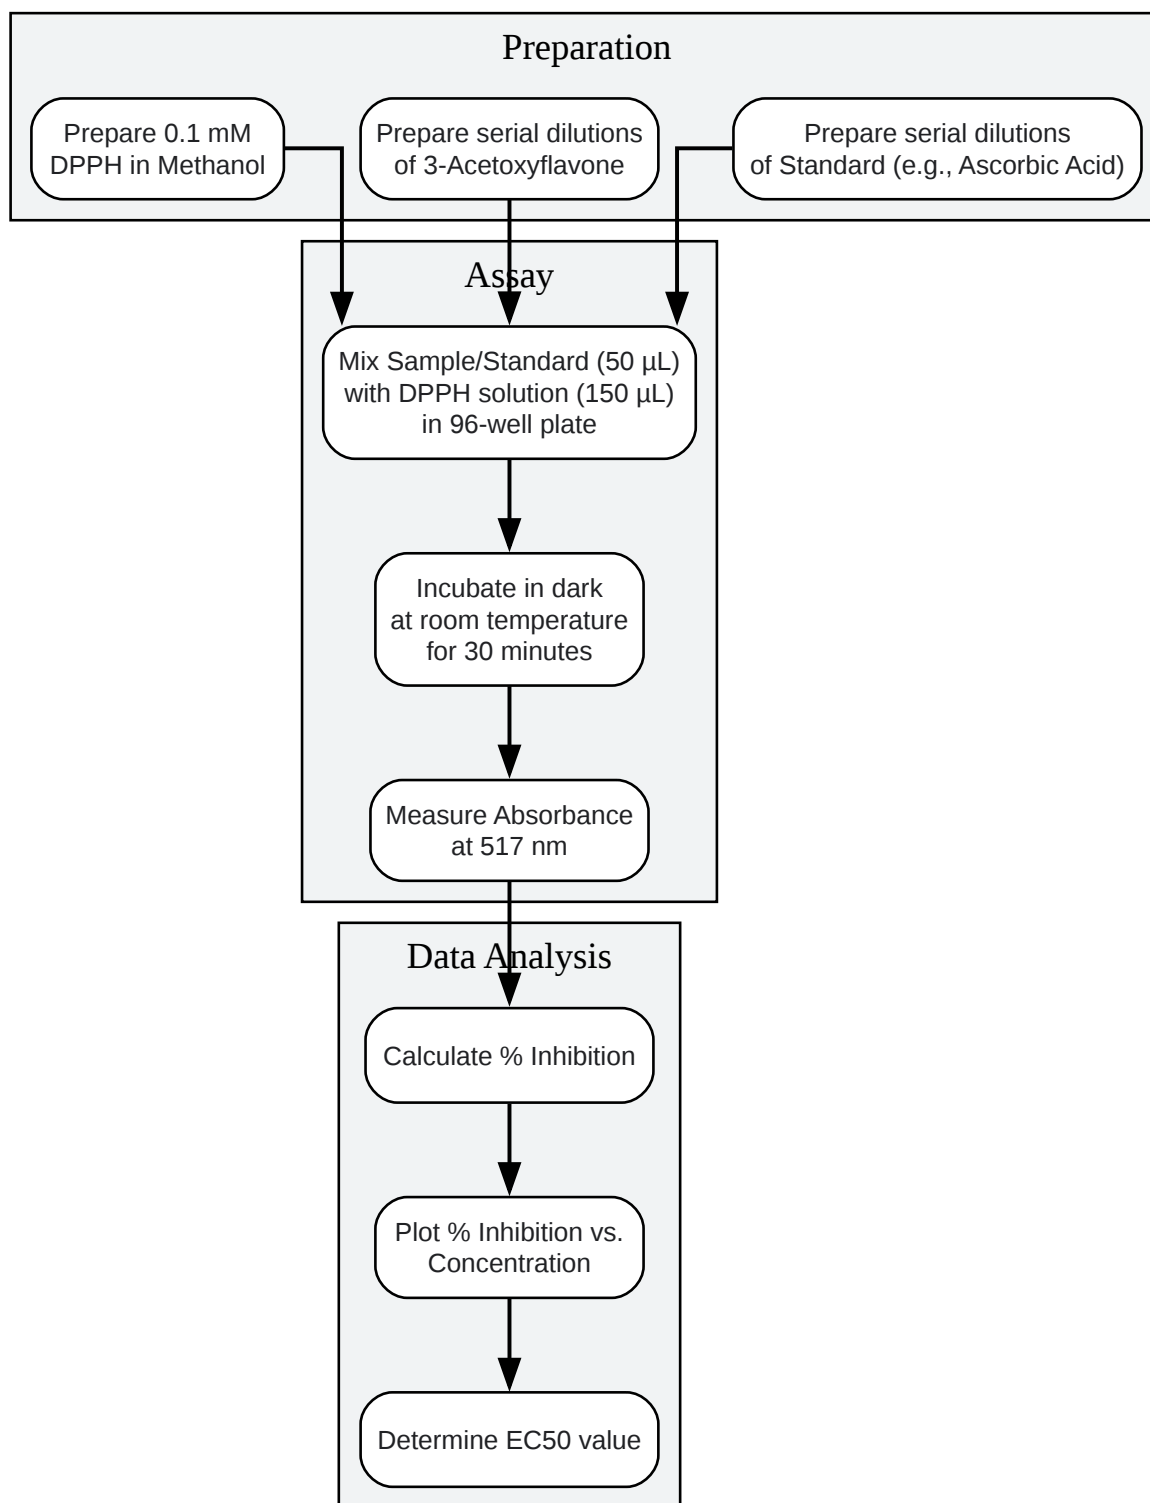 Preparation
Prepare 0.1 mM
DPPH in Methanol
Prepare serial dilutions
of 3-Acetoxyflavone
Prepare serial dilutions
of Standard (e.g., Ascorbic Acid)
Assay
Mix Sample/Standard (50 µL)
with DPPH solution (150 µL)
in 96-well plate
Incubate in dark
at room temperature
for 30 minutes
Measure Absorbance
at 517 nm
Data Analysis
Calculate % Inhibition
Plot % Inhibition vs.
Concentration
Determine EC50 value